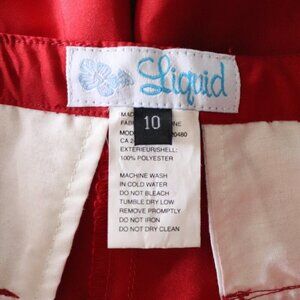 Liquid
10
CA
EXTERIEUR/SHELL:
100% POLYESTER
MACHINE WASH
IN COLD WATER
DO NOT BLEACH
TUMBLE DRY LOW
REMOVE PROMPTLY
DO NOT IRON
DO NOT DRY CLEAN